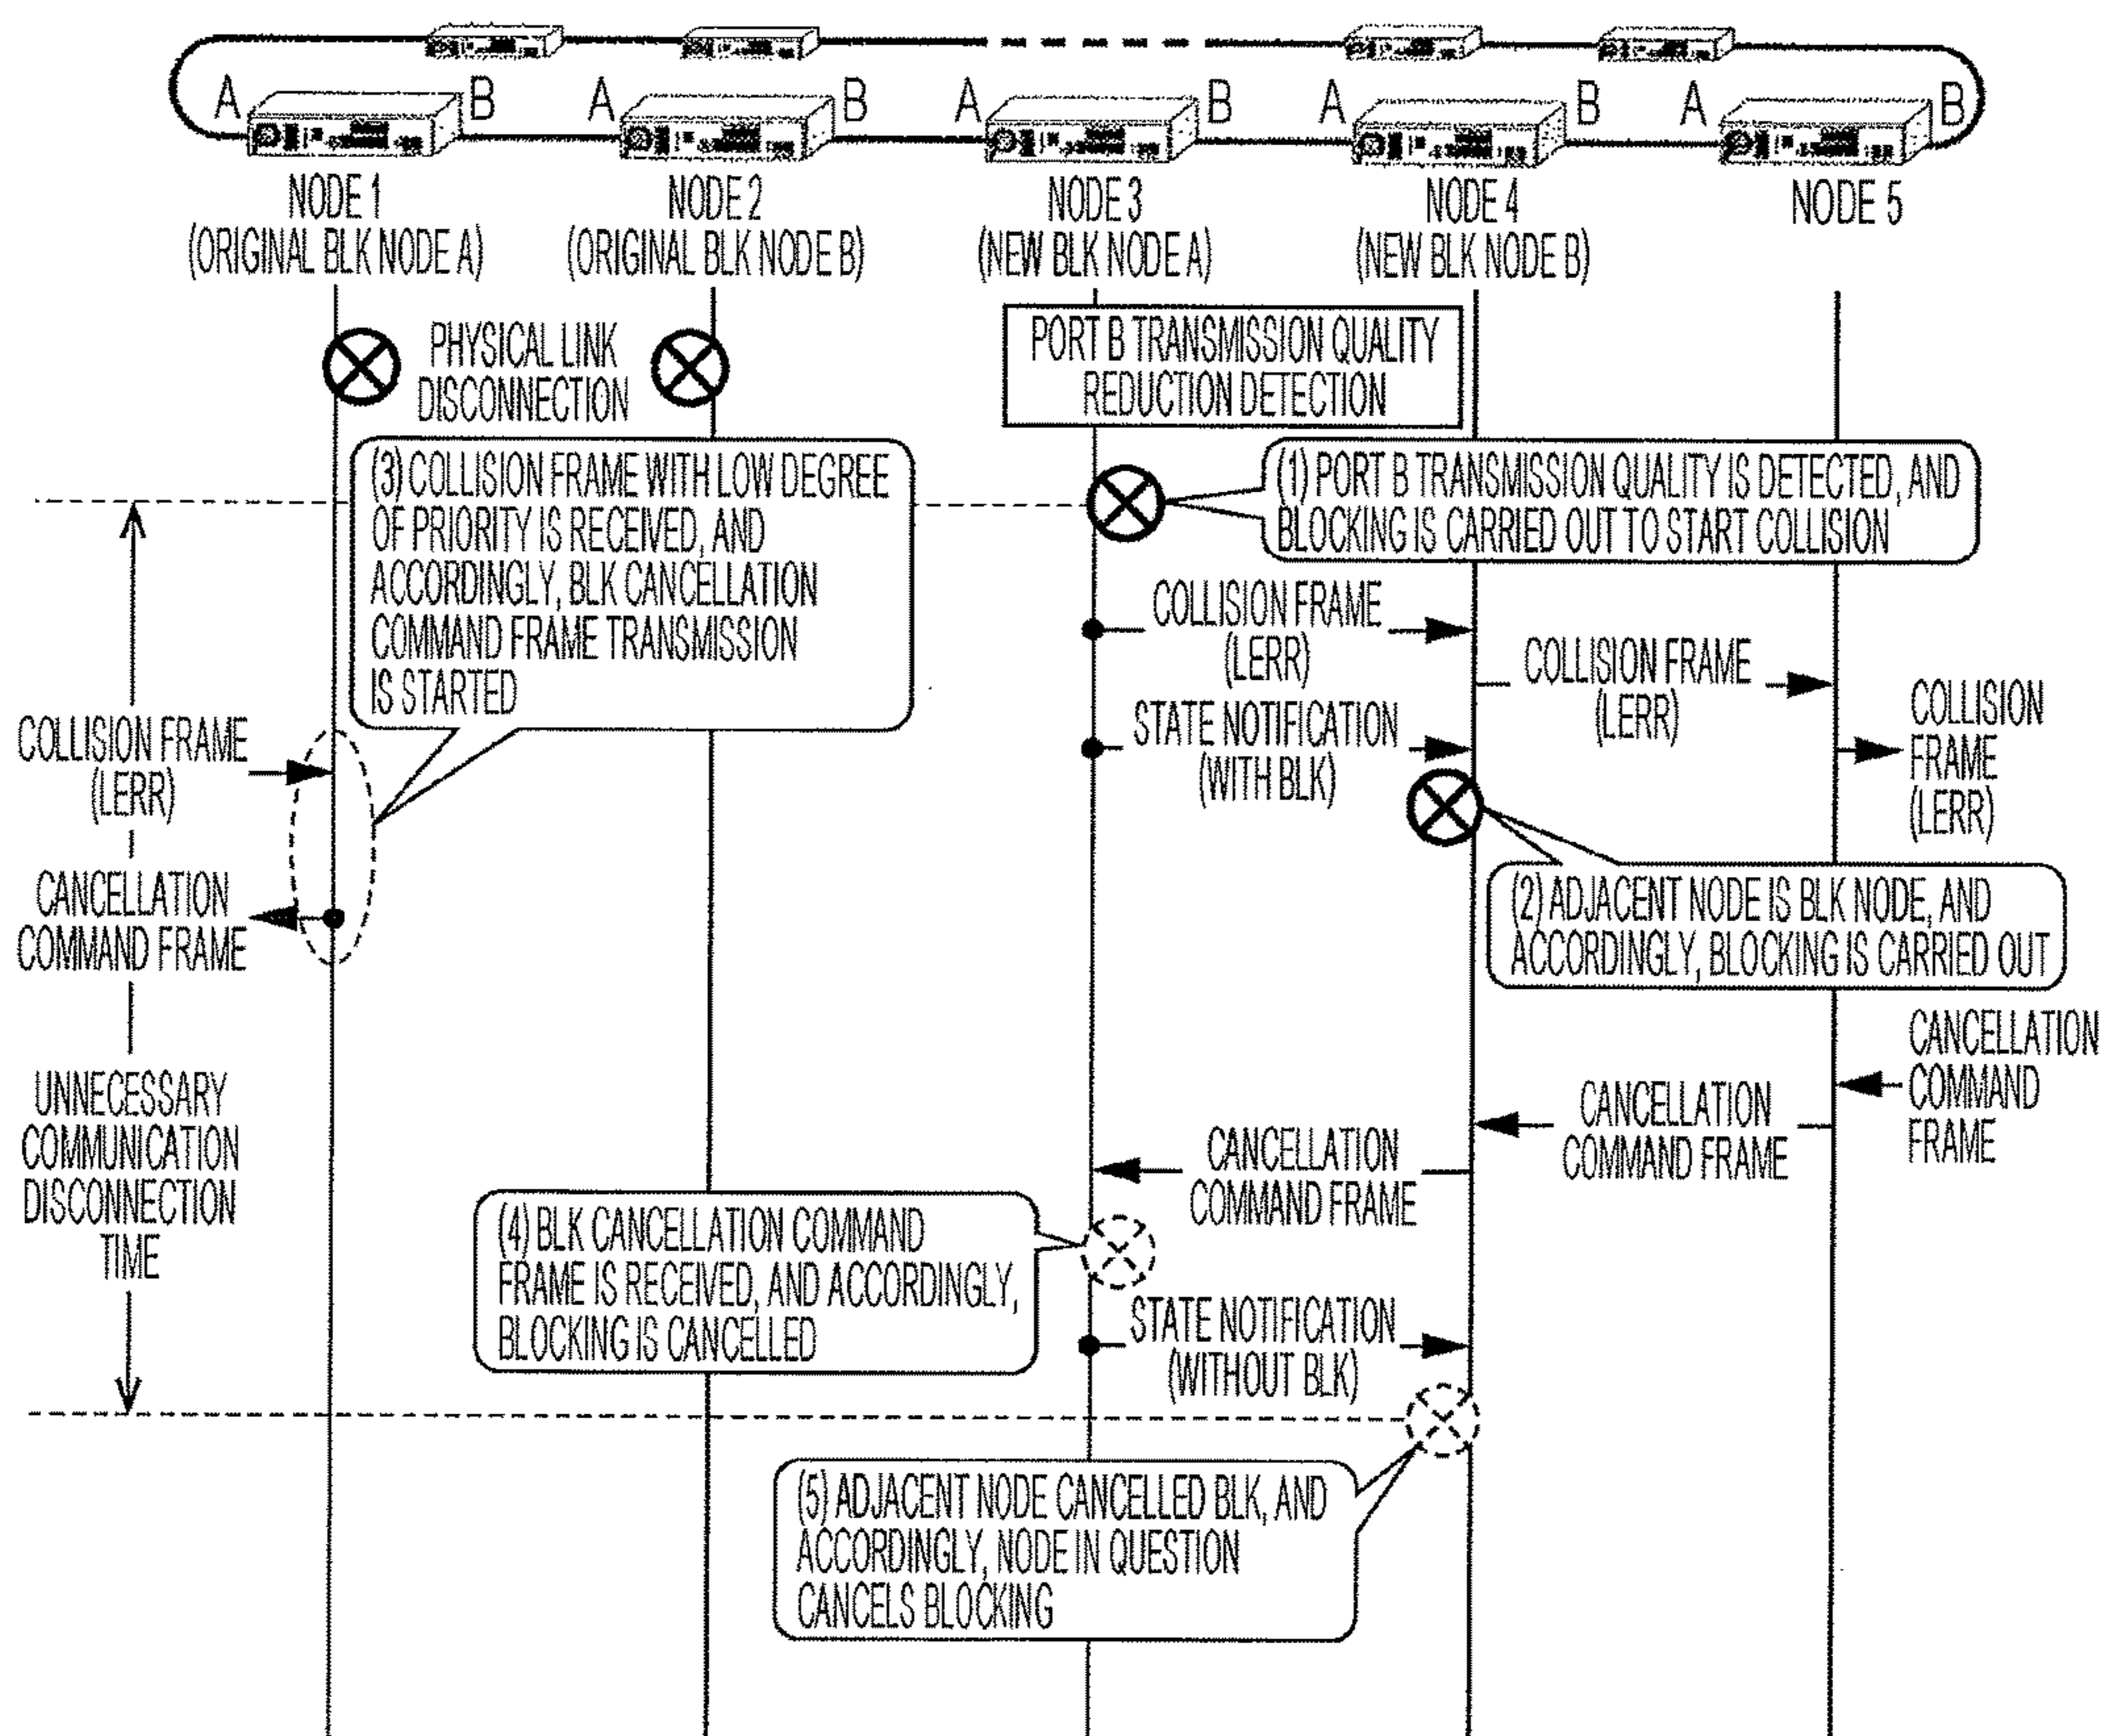 A B A B A B A B A B
NODE 1
(ORIGINAL BLK NODE A)
NODE 2
(ORIGINAL BLK NODE B)
NODE 3
(NEW BLK NODE A)
NODE 4
(NEW BLK NODE B)
NODE 5
PHYSICAL LINK
DISCONNECTION
PORT B TRANSMISSION QUALITY
REDUCTION DETECTION
(1) PORT B TRANSMISSION QUALITY IS DETECTED, AND
BLOCKING IS CARRIED OUT TO START COLLISION
(3) COLLISION FRAME WITH LOW DEGREE
OF PRIORITY IS RECEIVED, AND
ACCORDINGLY, BLK CANCELLATION
COMMAND FRAME TRANSMISSION
IS STARTED
COLLISION FRAME
(LERR)
COLLISION FRAME
(LERR)
COLLISION
FRAME
(LERR)
STATE NOTIFICATION
(WITH BLK)
COLLISION FRAME
(LERR)
CANCELLATION
COMMAND FRAME
(2) ADJACENT NODE IS BLK NODE, AND
ACCORDINGLY, BLOCKING IS CARRIED OUT
CANCELLATION
COMMAND
FRAME
CANCELLATION
COMMAND FRAME
CANCELLATION
COMMAND FRAME
UNNECESSARY
COMMUNICATION
DISCONNECTION
TIME
(4) BLK CANCELLATION COMMAND
FRAME IS RECEIVED, AND ACCORDINGLY,
BLOCKING IS CANCELLED
STATE NOTIFICATION
(WITHOUT BLK)
(5) ADJACENT NODE CANCELLED BLK, AND
ACCORDINGLY, NODE IN QUESTION
CANCELS BLOCKING